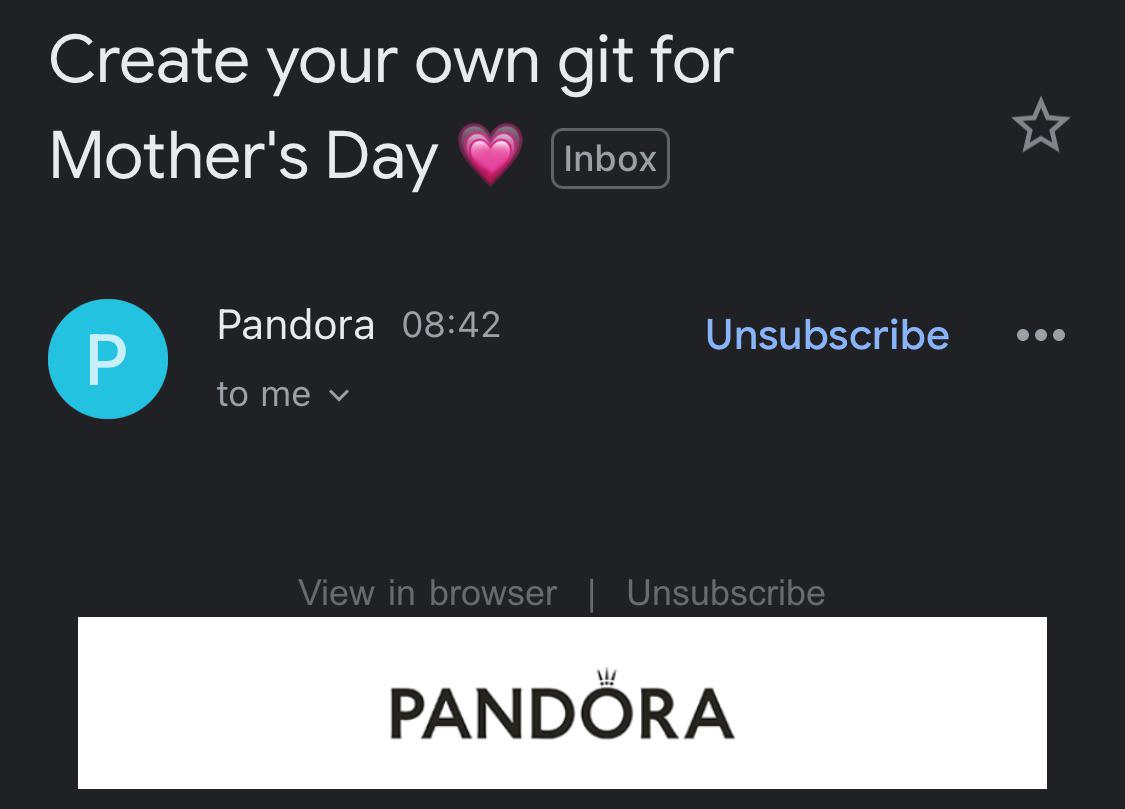 Create your own git for
Mother's Day 💗 Inbox
P
Pandora 08:42 Unsubscribe
to me
View in browser | Unsubscribe
PANDORA